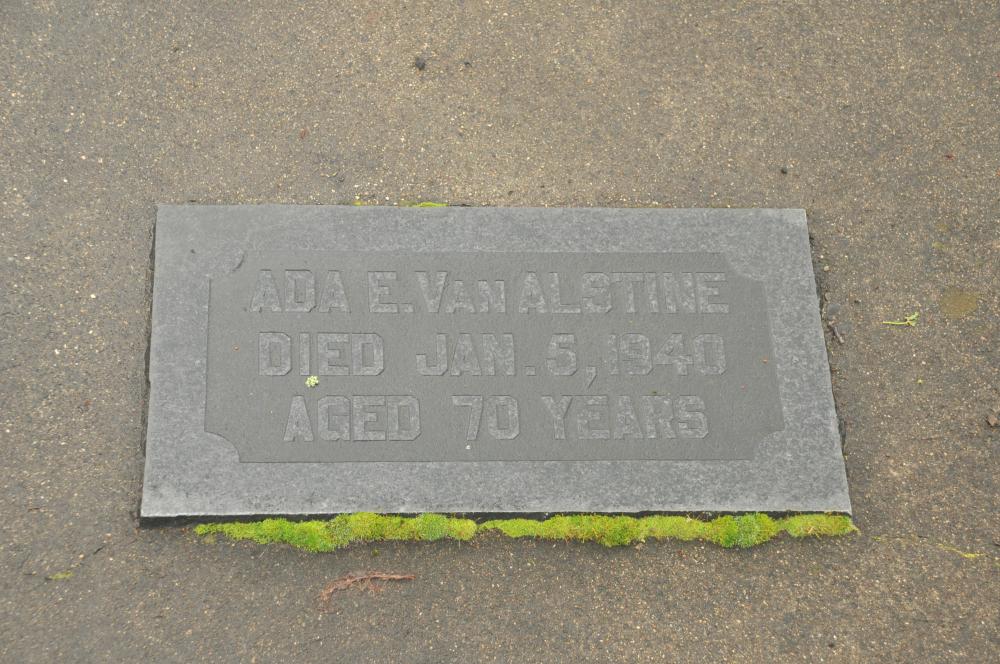 ADA E. VAN ALSTINE
DIED JAN. 5, 1940
AGED 70 YEARS